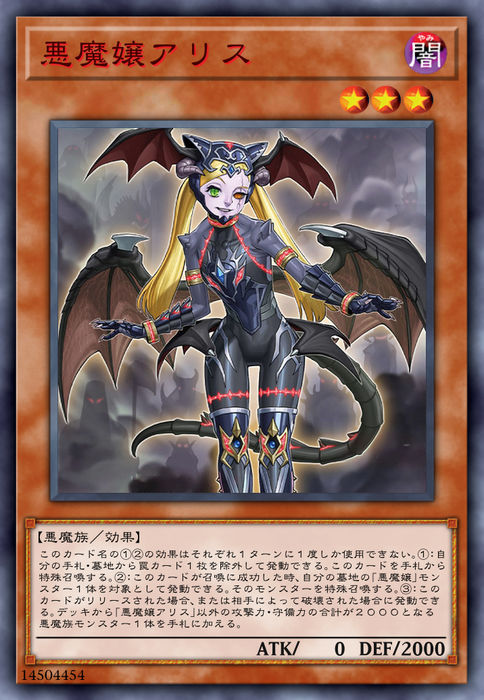 悪魔嬢アリス
やみ
闇
【悪魔族／効果】
このカード名の①②の効果はそれぞれ１ターンに１度しか使用できない。①：自
分の手札・墓地から罠カード１枚を除外して発動できる。このカードを手札から
特殊召喚する。②：このカードが召喚に成功した時、自分の墓地の「悪魔嬢」モン
スター１体を対象として発動できる。そのモンスターを特殊召喚する。③：この
カードがリリースされた場合、または相手によって破壊された場合に発動でき
る。デッキから「悪魔嬢アリス」以外の攻撃力・守備力の合計が２０００となる
悪魔族モンスター１体を手札に加える。
ATK/ 0 DEF/2000
14504454